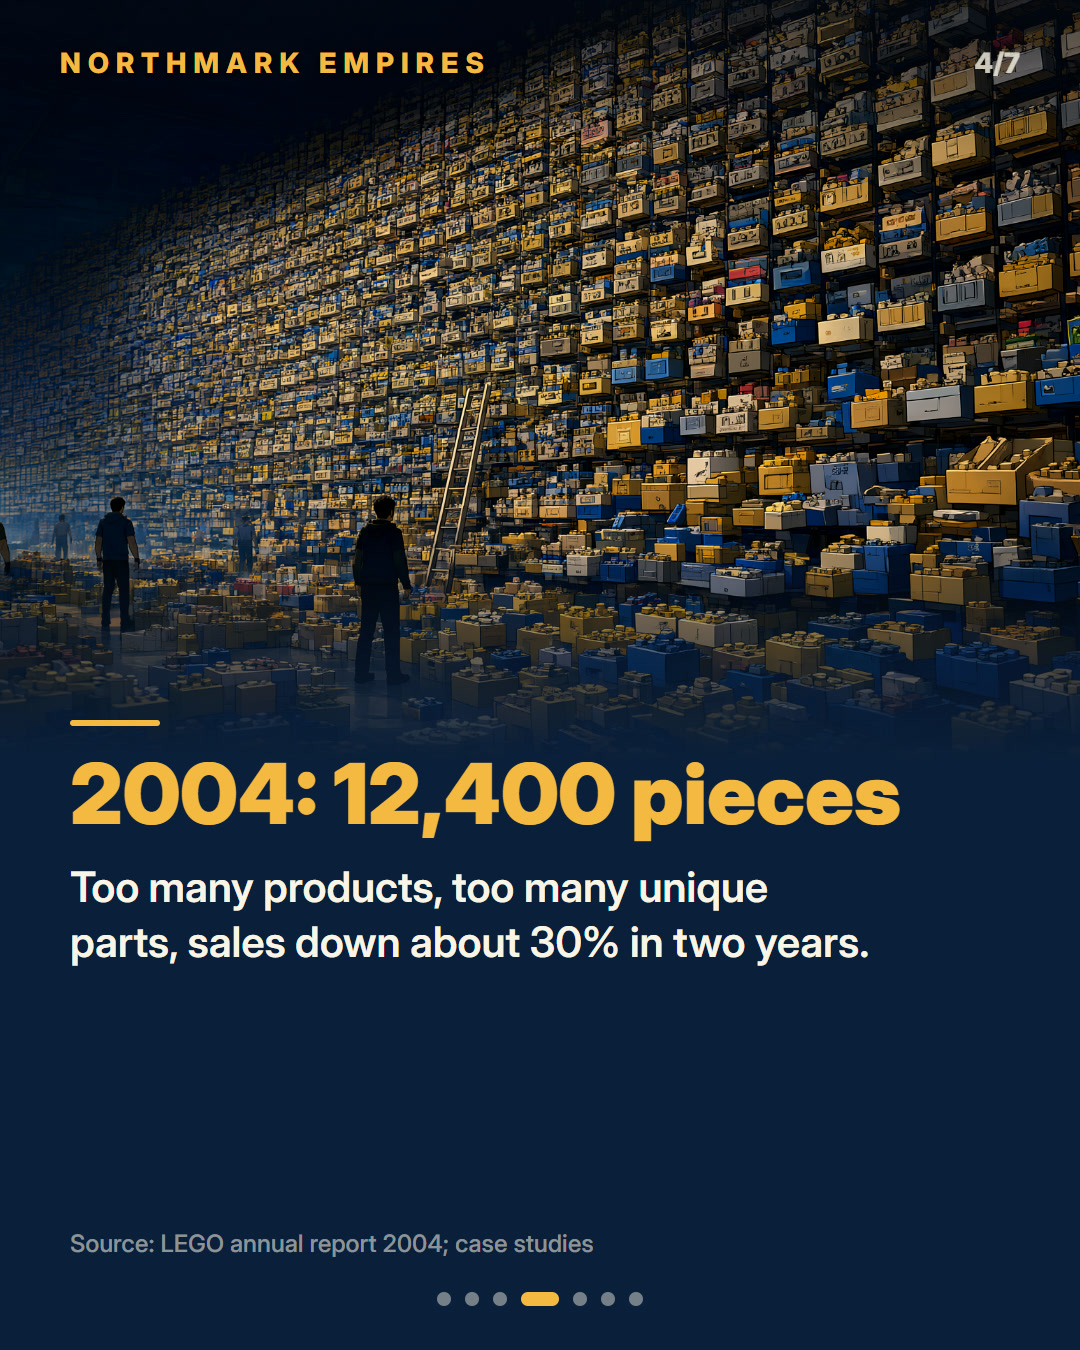 NORTHMARK EMPIRES
4/7
2004: 12,400 pieces
Too many products, too many unique
parts, sales down about 30% in two years.
Source: LEGO annual report 2004; case studies